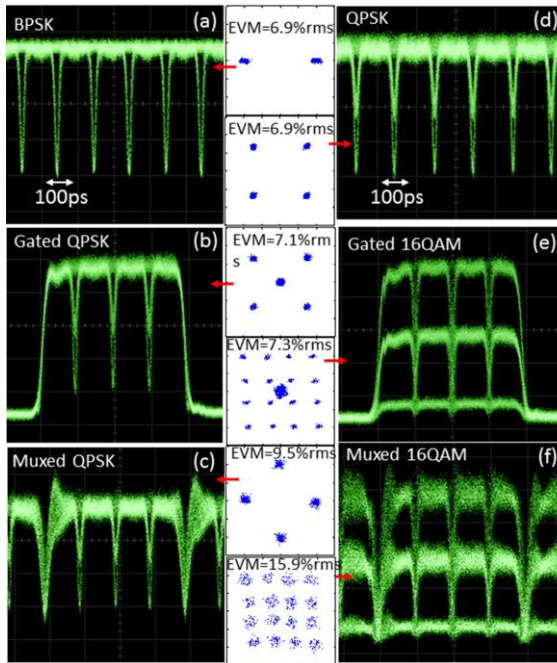 BPSK
(a)
EVM=6.9%rms
QPSK
(d)
EVM=6.9%rms
100ps
100ps
Gated QPSK
(b)
EVM=7.1%rm
s
Gated 16QAM
(e)
EVM=7.3%rms
Muxed QPSK
(c)
EVM=9.5%rms
Muxed 16QAM
(f)
EVM=15.9%rms